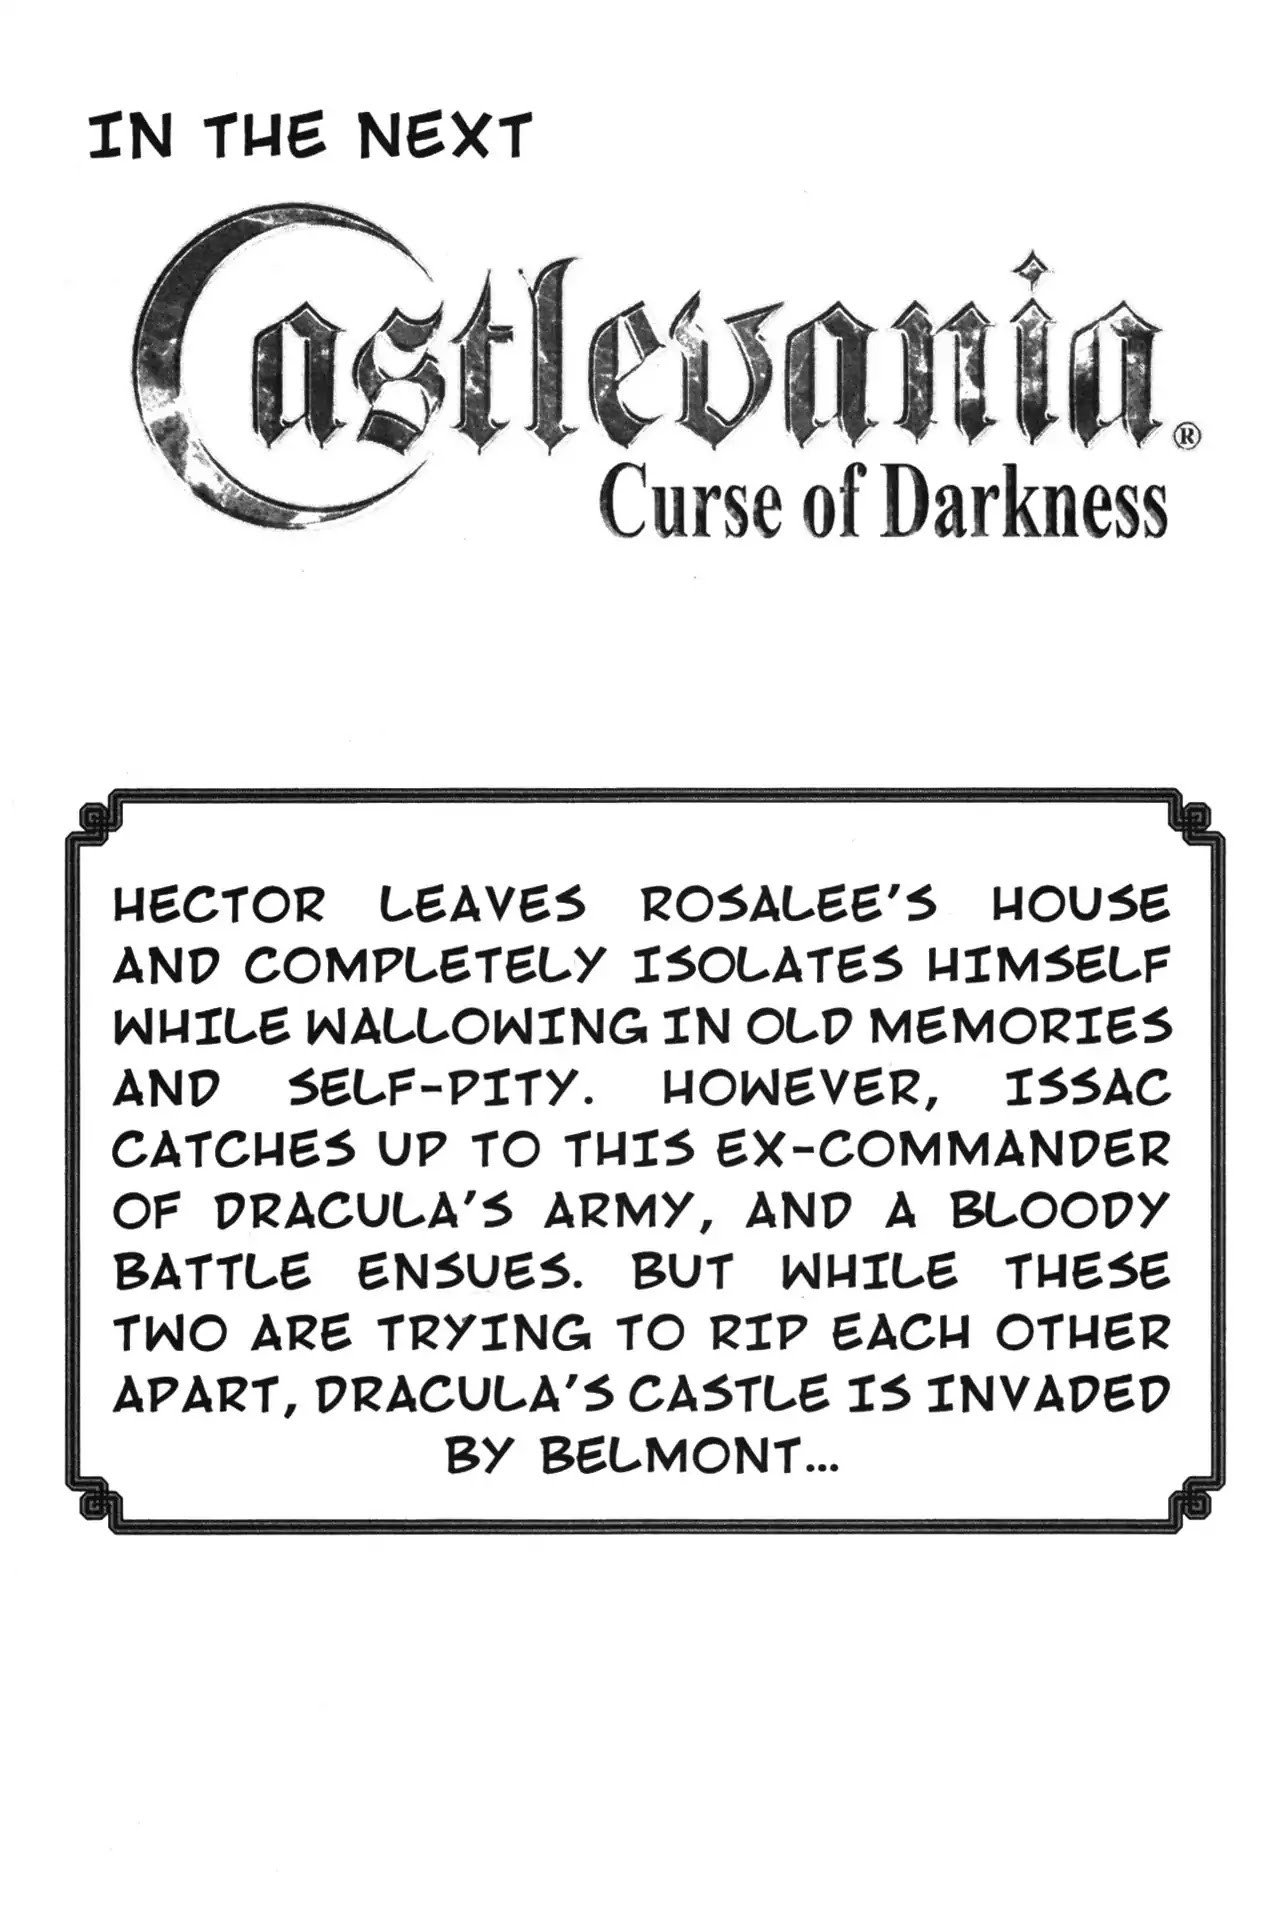 IN THE NEXT
Castlevania®
Curse of Darkness
HECTOR LEAVES ROSALEE'S HOUSE
AND COMPLETELY ISOLATES HIMSELF
WHILE WALLOWING IN OLD MEMORIES
AND SELF-PITY. HOWEVER, ISSAC
CATCHES UP TO THIS EX-COMMANDER
OF DRACULA'S ARMY, AND A BLOODY
BATTLE ENSUES. BUT WHILE THESE
TWO ARE TRYING TO RIP EACH OTHER
APART, DRACULA'S CASTLE IS INVADED
BY BELMONT...